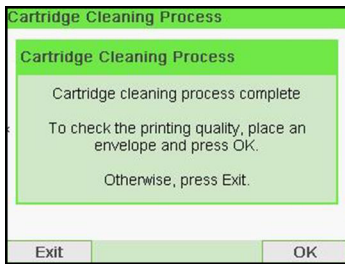 Cartridge Cleaning Process
Cartridge Cleaning Process
Cartridge cleaning process complete
To check the printing quality, place an
envelope and press OK.
Otherwise, press Exit.
Exit
OK